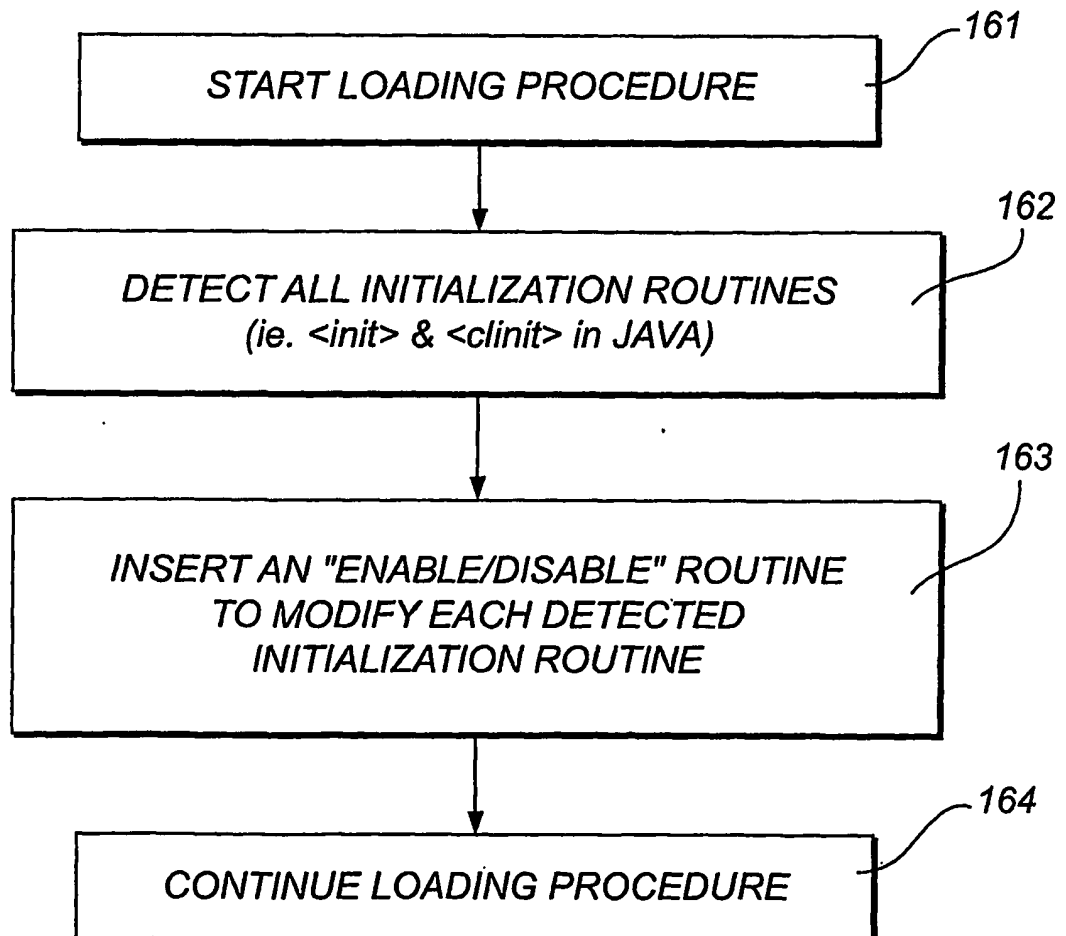 161
START LOADING PROCEDURE
162
DETECT ALL INITIALIZATION ROUTINES
(ie. <init> & <clinit> in JAVA)
163
INSERT AN "ENABLE/DISABLE" ROUTINE
TO MODIFY EACH DETECTED
INITIALIZATION ROUTINE
164
CONTINUE LOADING PROCEDURE